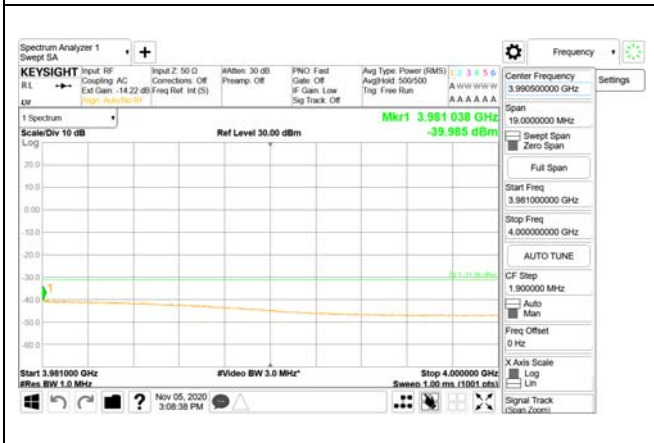 Spectrum Analyzer 1
Swept SA
+
Frequency
KEYSIGHT
RL
Input: RF
Coupling: AC
Ext Gain: -14.22 dB
Align: Auto/No RF
Input Z: 50 Ω
Corrections: Off
Freq Ref: Int (S)
#Atten: 30 dB
Preamp: Off
PNO: Fast
Gate: Off
IF Gain: Low
Sig Track: Off
Avg Type: Power (RMS)
Avg|Hold: 500/500
Trig: Free Run
1 2 3 4 5 6
A W W W W W
A A A A A A
1 Spectrum
Scale/Div 10 dB
Log
Ref Level 30.00 dBm
Mkr1 3.981 038 GHz
-39.985 dBm
20.0
10.0
0.00
-10.0
-20.0
-30.0
-40.0
-50.0
-60.0
1
Start 3.981000 GHz
#Res BW 1.0 MHz
#Video BW 3.0 MHz*
Stop 4.000000 GHz
Sweep 1.00 ms (1001 pts)
?
Nov 05, 2020
3:08:38 PM
Center Frequency
3.990500000 GHz
Settings
Span
19.0000000 MHz
Swept Span
Zero Span
Full Span
Start Freq
3.981000000 GHz
Stop Freq
4.000000000 GHz
AUTO TUNE
CF Step
1.900000 MHz
Auto
Man
Freq Offset
0 Hz
X Axis Scale
Log
Lin
Signal Track
(Span Zoom)